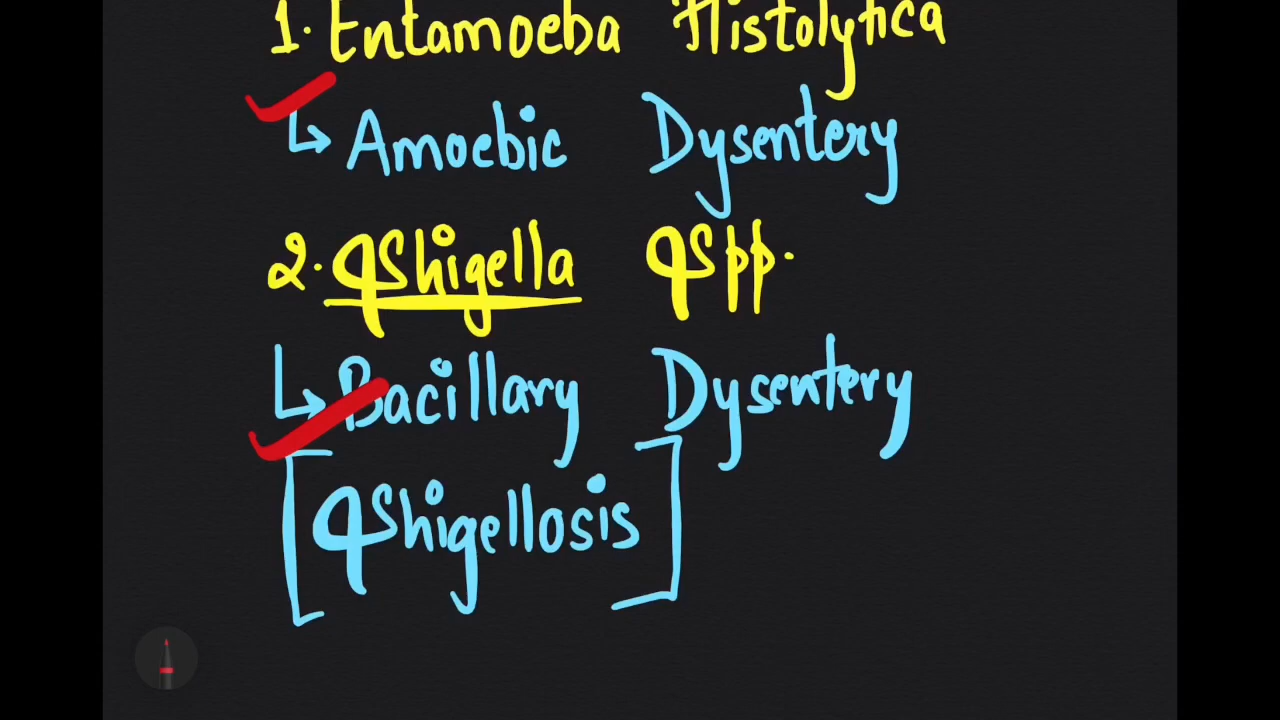 1. Entamoeba Histolytica
↳ Amoebic Dysentery
2. Shigella Spp.
↳ Bacillary Dysentery
[Shigellosis]